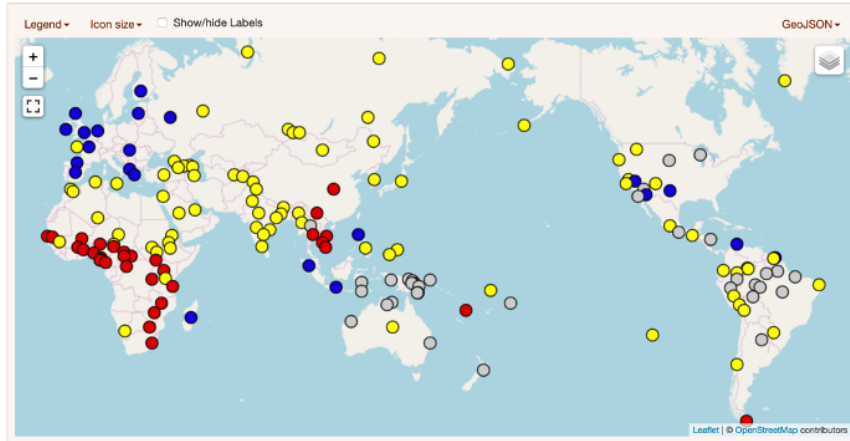 Legend▾ Icon size▾ Show/hide Labels GeoJSON▾
+
−
Leaflet | © OpenStreetMap contributors